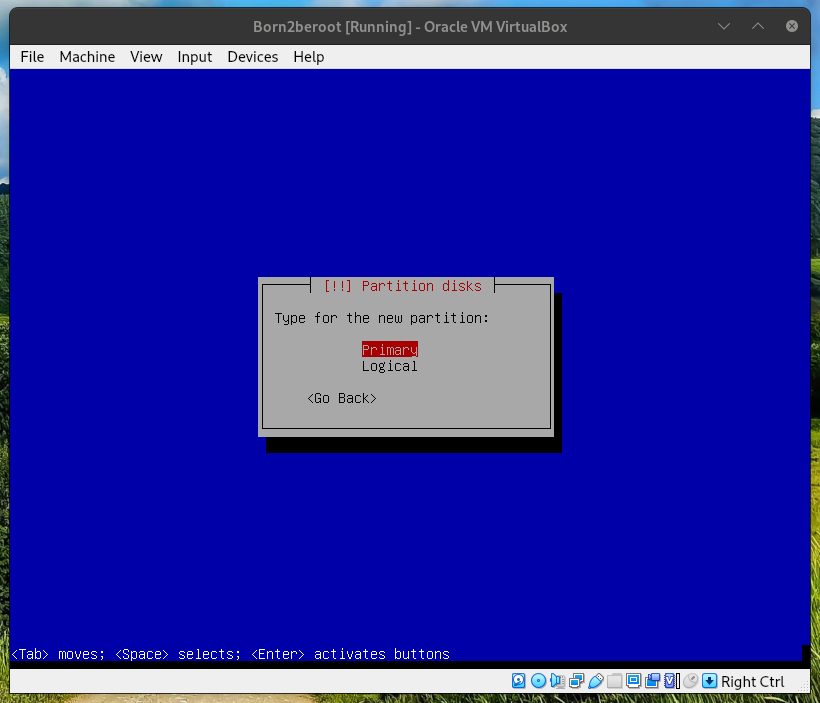 Born2beroot [Running] - Oracle VM VirtualBox
File Machine View Input Devices Help
[!!] Partition disks
Type for the new partition:
Primary
Logical
<Go Back>
<Tab> moves; <Space> selects; <Enter> activates buttons
Right Ctrl